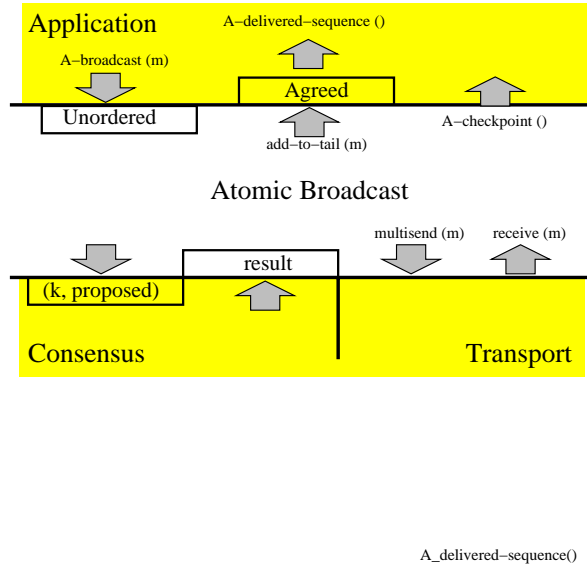 Application
A−delivered−sequence ()
A−broadcast (m)
Agreed
Unordered
A−checkpoint ()
add−to−tail (m)
Atomic Broadcast
multisend (m)
receive (m)
result
(k, proposed)
Consensus
Transport
A_delivered−sequence()